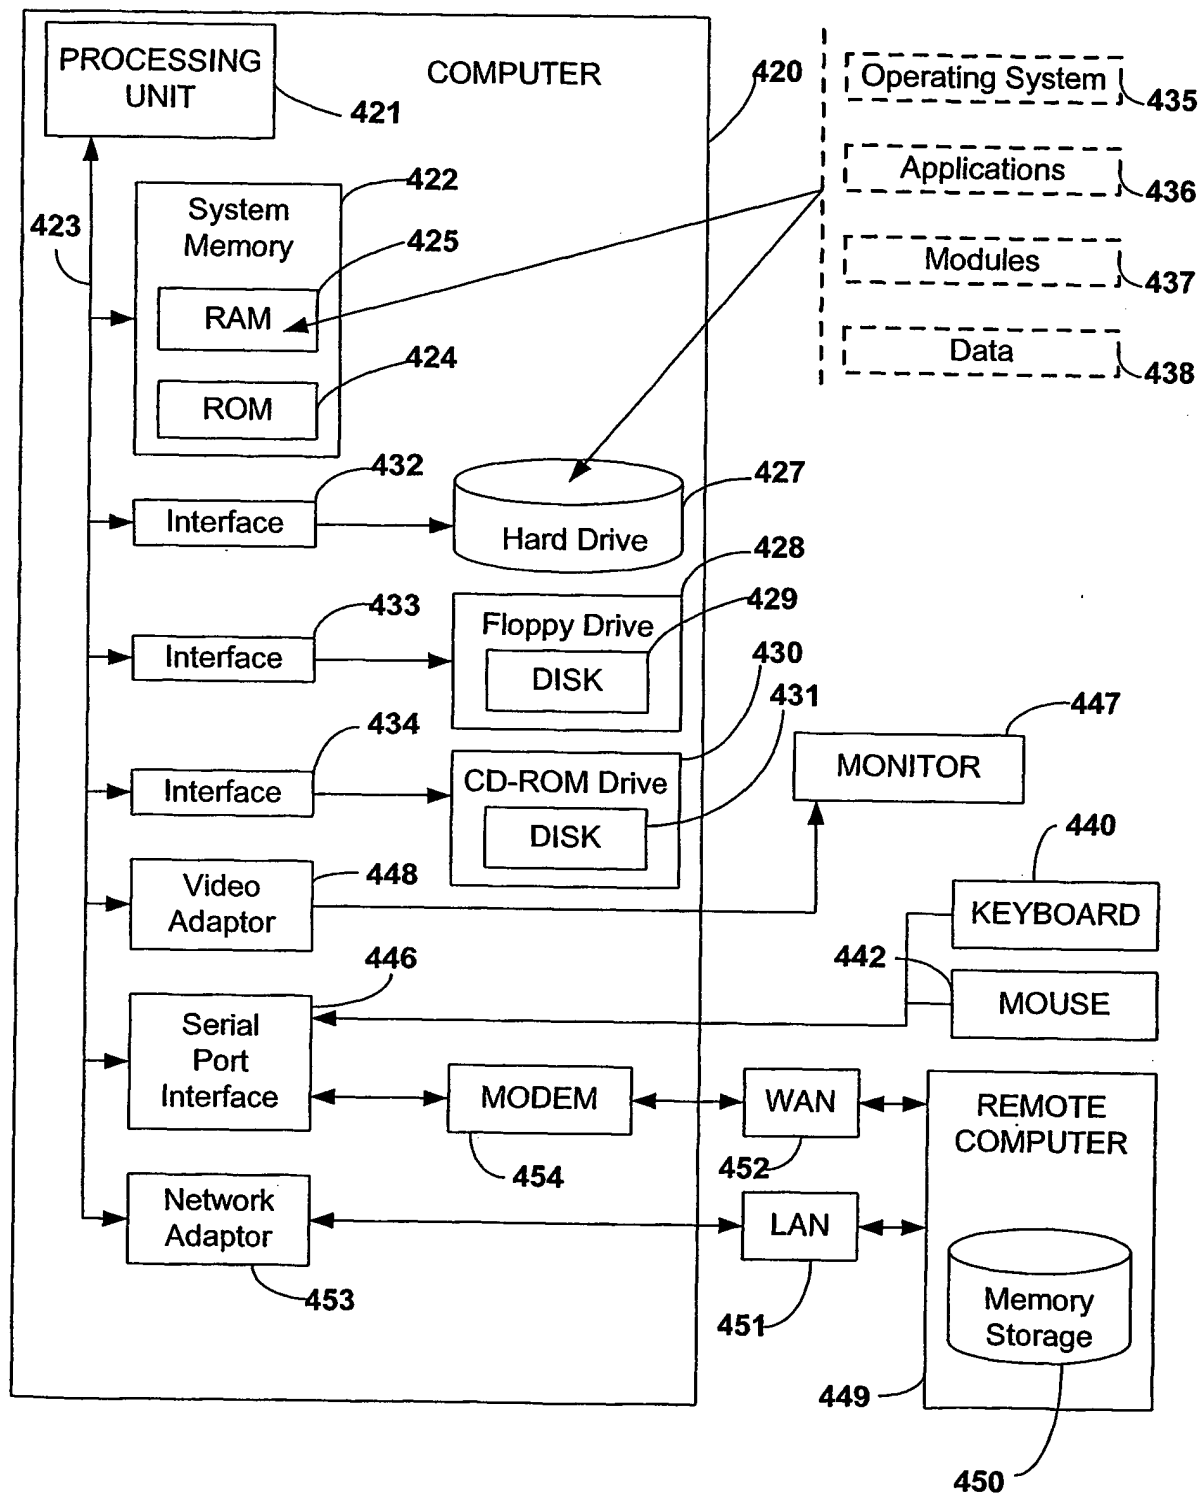 PROCESSING
UNIT
421
COMPUTER
420
Operating System
435
Applications
436
Modules
437
Data
438
423
422
System
Memory
425
RAM
424
ROM
432
Interface
427
Hard Drive
428
433
Interface
Floppy Drive
429
DISK
430
431
434
Interface
CD-ROM Drive
DISK
447
MONITOR
448
Video
Adaptor
440
KEYBOARD
442
MOUSE
446
Serial
Port
Interface
MODEM
454
WAN
452
REMOTE
COMPUTER
Network
Adaptor
453
LAN
451
Memory
Storage
449
450